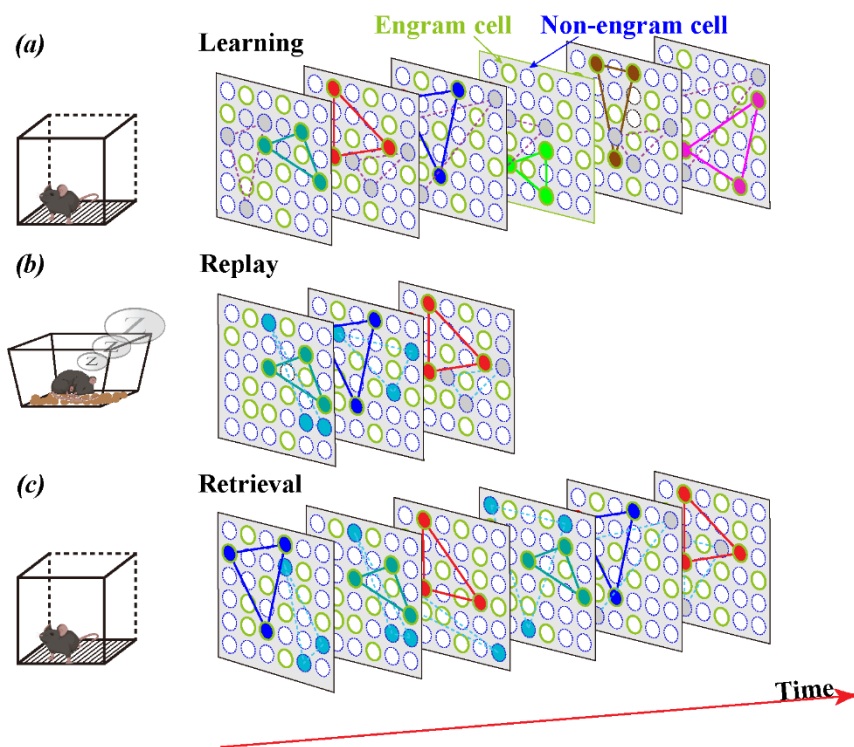 (a)
Learning
Engram cell
Non-engram cell
(b)
Replay
Z
Z
Z
(c)
Retrieval
Time